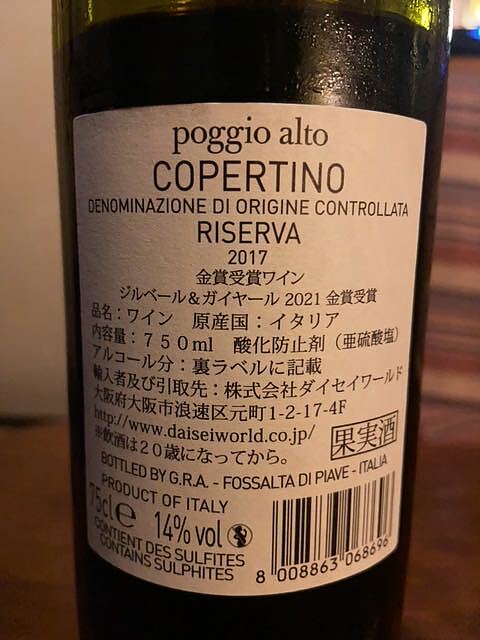 poggio alto
COPERTINO
DENOMINAZIONE DI ORIGINE CONTROLLATA
RISERVA
2017
金賞受賞ワイン
ジルベール&ガイヤール 2021 金賞受賞
品名：ワイン 原産国：イタリア
内容量：７５０ml 酸化防止剤（亜硫酸塩）
アルコール分：裏ラベルに記載
輸入者及び引取先：株式会社ダイセイワールド
大阪府大阪市浪速区元町1-2-17-4F
http://www.daiseiworld.co.jp/
※飲酒は２０歳になってから。
果実酒
BOTTLED BY G.R.A. - FOSSALTA DI PIAVE - ITALIA
PRODUCT OF ITALY
75cl e 14% vol
CONTIENT DES SULFITES
CONTAINS SULPHITES
8 008863 068696